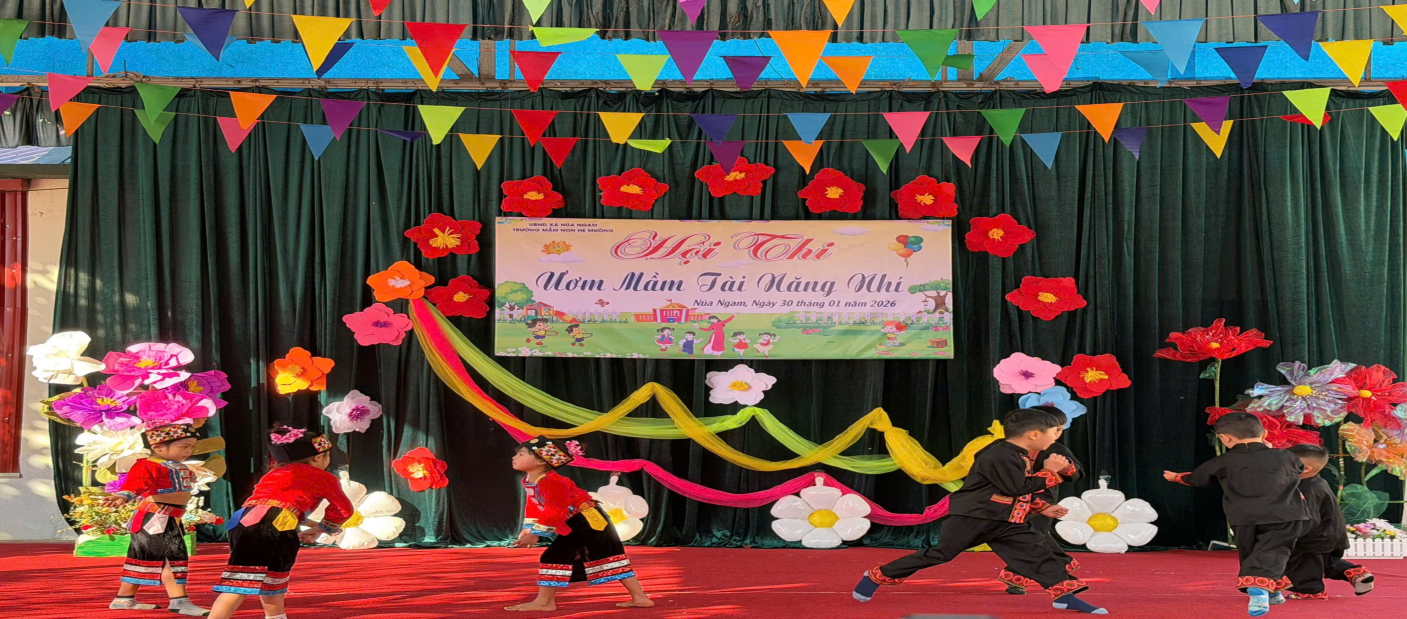 UBND XÃ NÚA NGAM
TRƯỜNG MẦM NON HẸ MUÔNG
Hội Thi
Ươm Mầm Tài Năng Nhí
Núa Ngam, Ngày 30 tháng 01 năm 2026